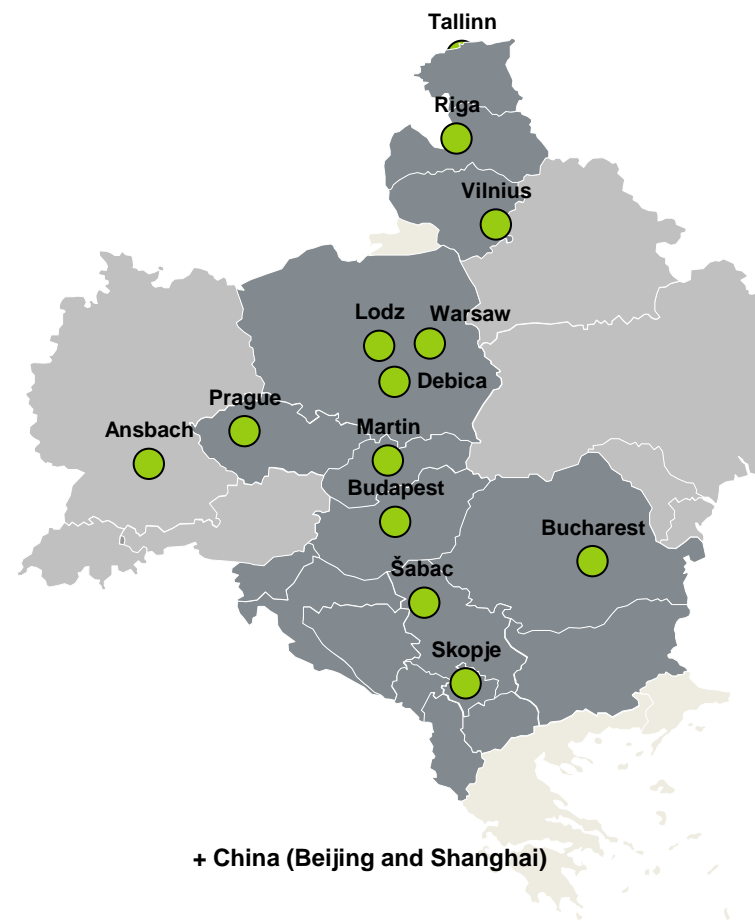 Tallinn
Riga
Vilnius
Lodz
Warsaw
Debica
Prague
Ansbach
Martin
Budapest
Bucharest
Šabac
Skopje
+ China (Beijing and Shanghai)